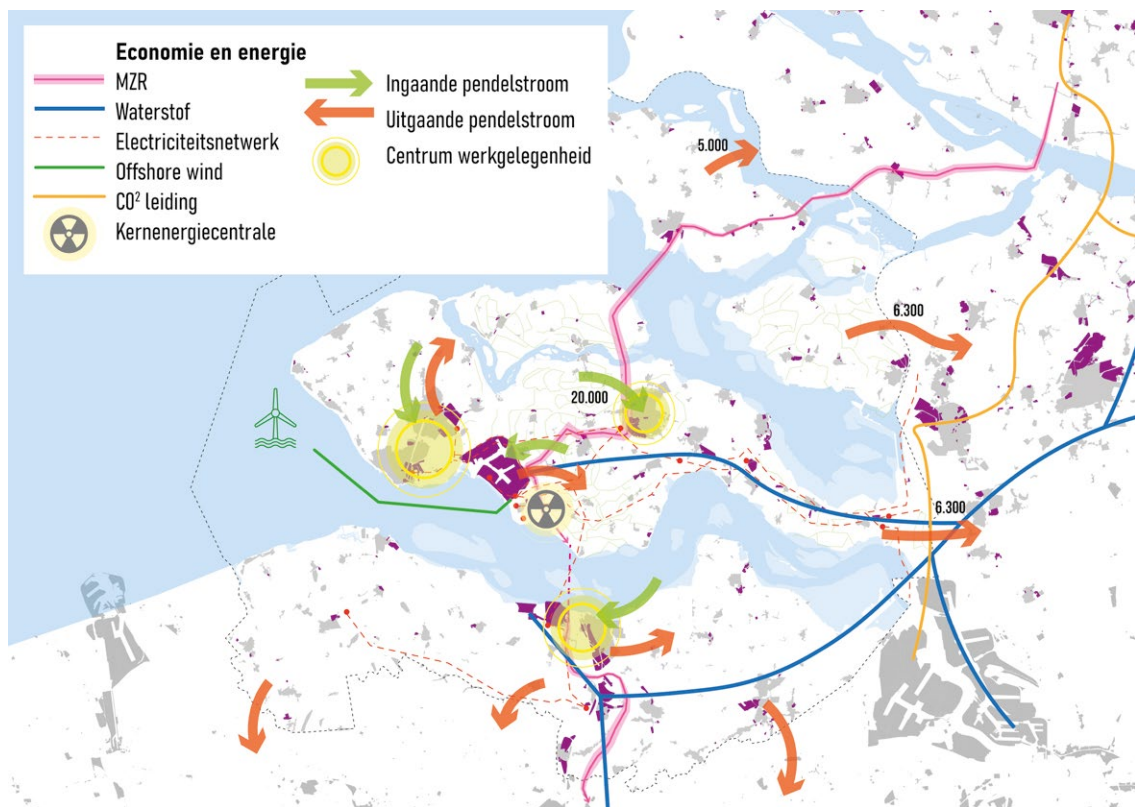 Economie en energie
MZR
Waterstof
Electriciteitsnetwerk
Offshore wind
CO² leiding
Kernenergiecentrale
Ingaande pendelstroom
Uitgaande pendelstroom
Centrum werkgelegenheid
5.000
6.300
20.000
6.300